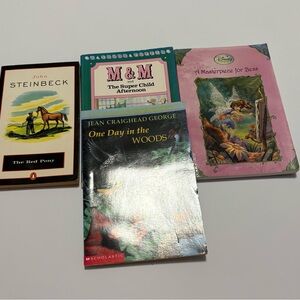 John
STEINBECK
The Red Pony
M & M
and
The Super Child
Afternoon
Disney
A Masterpiece for Bess
JEAN CRAIGHEAD GEORGE
One Day in the
WOODS
SCHOLASTIC